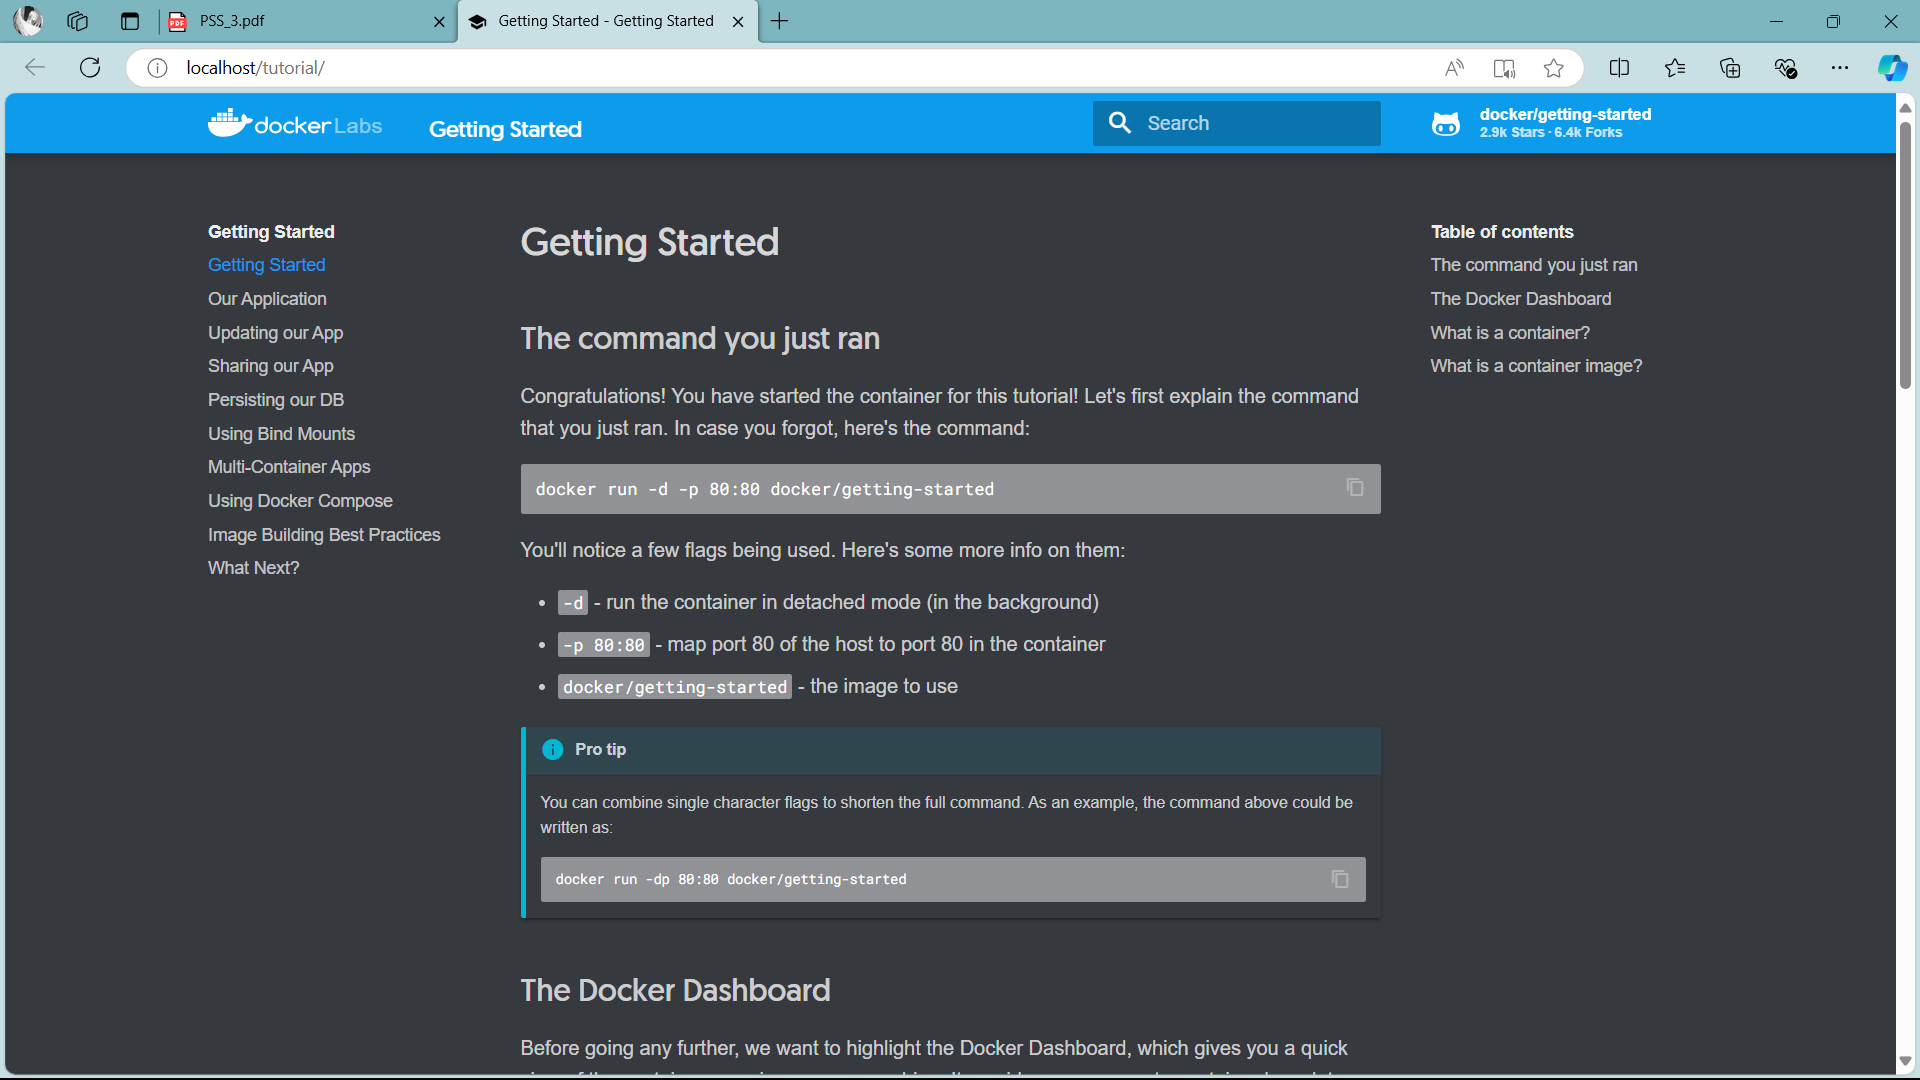 PSS_3.pdf
Getting Started - Getting Started
localhost/tutorial/
docker Labs
Getting Started
Search
docker/getting-started
2.9k Stars · 6.4k Forks
Getting Started
Getting Started
Our Application
Updating our App
Sharing our App
Persisting our DB
Using Bind Mounts
Multi-Container Apps
Using Docker Compose
Image Building Best Practices
What Next?
Getting Started
The command you just ran
Congratulations! You have started the container for this tutorial! Let's first explain the command
that you just ran. In case you forgot, here's the command:
docker run -d -p 80:80 docker/getting-started
You'll notice a few flags being used. Here's some more info on them:
• -d - run the container in detached mode (in the background)
• -p 80:80 - map port 80 of the host to port 80 in the container
• docker/getting-started - the image to use
Pro tip
You can combine single character flags to shorten the full command. As an example, the command above could be
written as:
docker run -dp 80:80 docker/getting-started
The Docker Dashboard
Before going any further, we want to highlight the Docker Dashboard, which gives you a quick
Table of contents
The command you just ran
The Docker Dashboard
What is a container?
What is a container image?